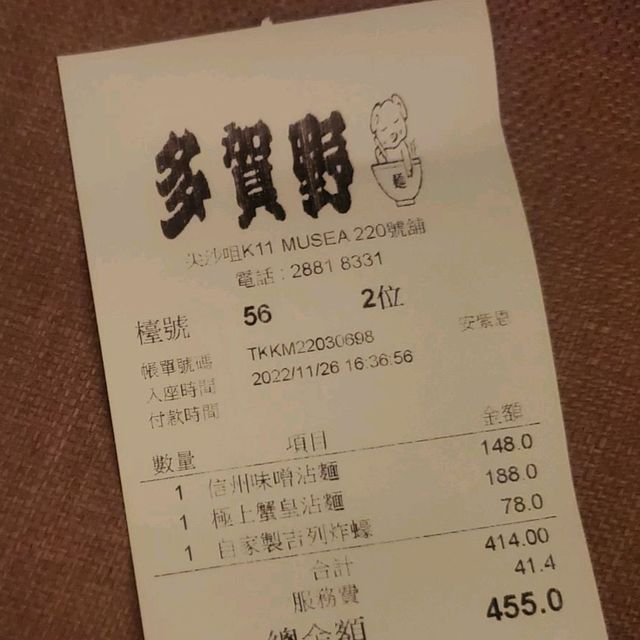 多賀野
麵
尖沙咀K11 MUSEA 220號舖
電話 : 2881 8331
檯號 56 2位
帳單號碼 TKKM22030698 安紫恩
入座時間 2022/11/26 16:36:56
付款時間
數量 項目 金額
1 信州味噌沾麵 148.0
1 極上蟹皇沾麵 188.0
1 自家製吉列炸蠔 78.0
合計 414.00
服務費 41.4
總金額 455.0